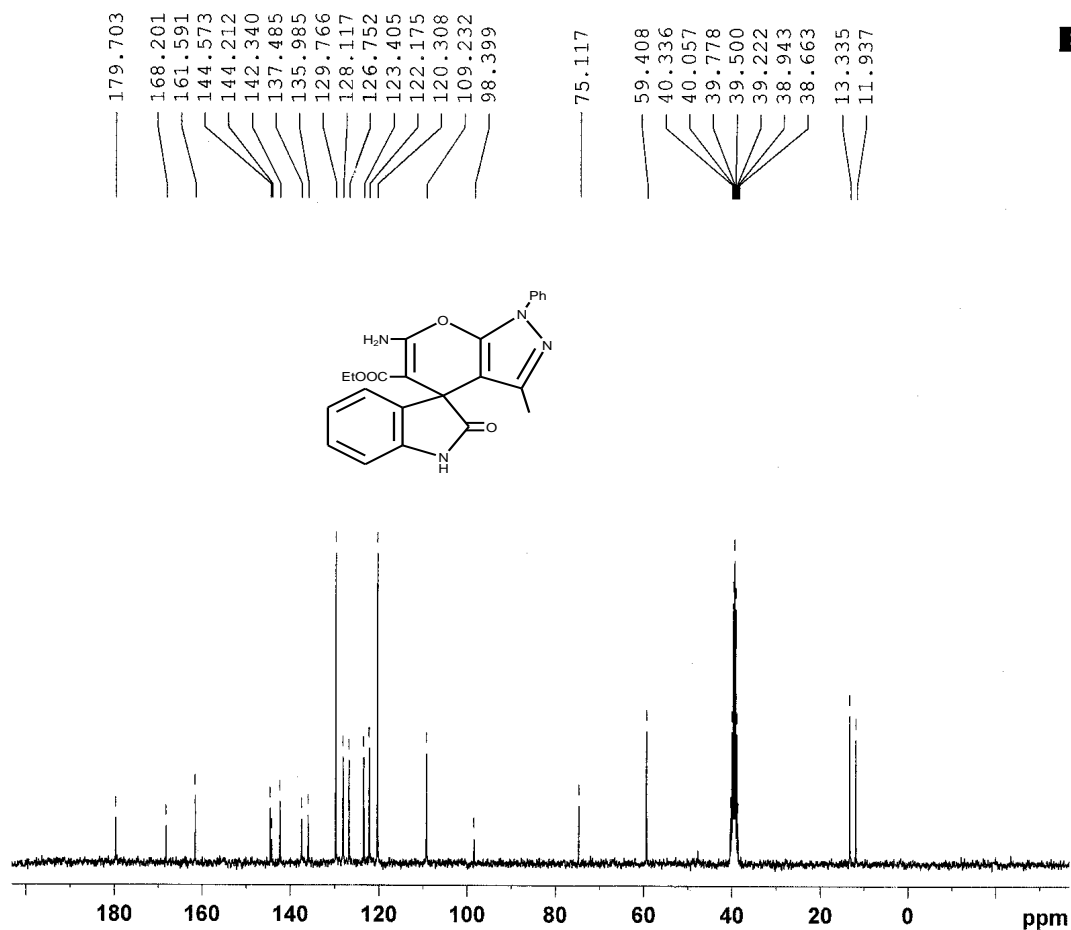 179.703
168.201
161.591
144.573
144.212
142.340
137.485
135.985
129.766
128.117
126.752
123.405
122.175
120.308
109.232
98.399
75.117
59.408
40.336
40.057
39.778
39.500
39.222
38.943
38.663
13.335
11.937
Ph
O
N
H₂N
N
EtOOC
O
N
H
180 160 140 120 100 80 60 40 20 0 ppm